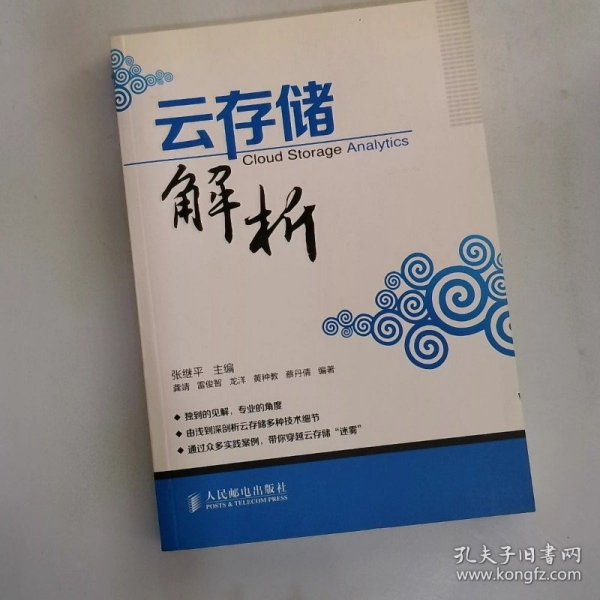 云存储
Cloud Storage Analytics
解析
张继平 主编
龚靖 雷俊智 龙洋 黄种教 蔡丹倩 编著
◆ 独到的见解，专业的角度
◆ 由浅到深剖析云存储多种技术细节
◆ 通过众多实践案例，带你穿越云存储“迷雾”
人民邮电出版社
POSTS & TELECOM PRESS
孔夫子旧书网
www.kongfz.com